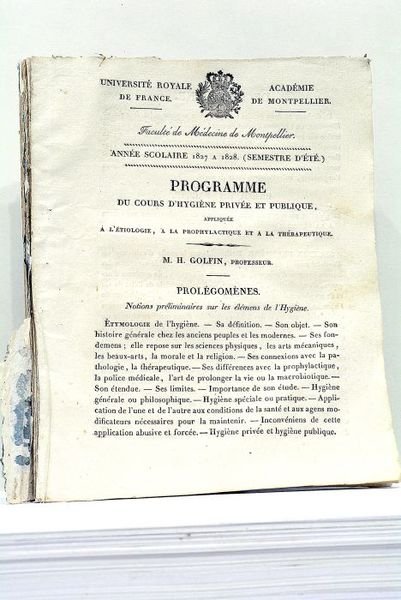 UNIVERSITÉ ROYALE
DE FRANCE.
ACADÉMIE
DE MONTPELLIER.
Faculté de Médecine de Montpellier.
ANNÉE SCOLAIRE 1827 A 1828. (SEMESTRE D'ÉTÉ.)
PROGRAMME
DU COURS D'HYGIÈNE PRIVÉE ET PUBLIQUE,
APPLIQUÉE
A L'ÉTIOLOGIE, A LA PROPHYLACTIQUE ET A LA THÉRAPEUTIQUE.
M. H. GOLFIN, PROFESSEUR.
PROLÉGOMÈNES.
Notions préliminaires sur les élémens de l'Hygiène.
ÉTYMOLOGIE de l'hygiène. — Sa définition. — Son objet. — Son
histoire générale chez les anciens peuples et les modernes. — Ses fon-
demens ; elle repose sur les sciences physiques, les arts mécaniques,
les beaux-arts, la morale et la religion. — Ses connexions avec la pa-
thologie, la thérapeutique. — Ses différences avec la prophylactique,
la police médicale, l'art de prolonger la vie ou la macrobiotique. —
Son étendue. — Ses limites. — Importance de son étude. — Hygiène
générale ou philosophique. — Hygiène spéciale ou pratique. — Appli-
cation de l'une et de l'autre aux conditions de la santé et aux agens mo-
dificateurs nécessaires pour la maintenir. — Inconvéniens de cette
application abusive et forcée. — Hygiène privée et hygiène publique.